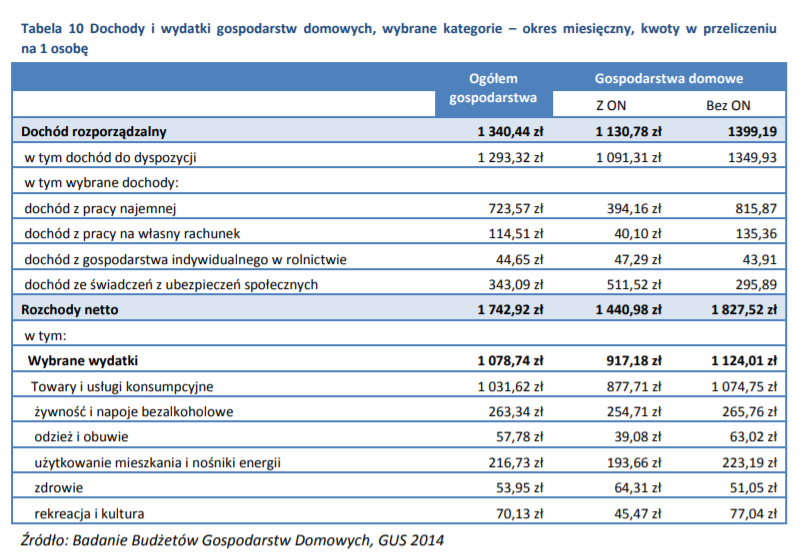 Tabela 10 Dochody i wydatki gospodarstw domowych, wybrane kategorie – okres miesięczny, kwoty w przeliczeniu
na 1 osobę
Ogółem gospodarstwa Gospodarstwa domowe
Z ON Bez ON
Dochód rozporządzalny 1 340,44 zł 1 130,78 zł 1399,19
w tym dochód do dyspozycji 1 293,32 zł 1 091,31 zł 1349,93
w tym wybrane dochody:
dochód z pracy najemnej 723,57 zł 394,16 zł 815,87
dochód z pracy na własny rachunek 114,51 zł 40,10 zł 135,36
dochód z gospodarstwa indywidualnego w rolnictwie 44,65 zł 47,29 zł 43,91
dochód ze świadczeń z ubezpieczeń społecznych 343,09 zł 511,52 zł 295,89
Rozchody netto 1 742,92 zł 1 440,98 zł 1 827,52 zł
w tym:
Wybrane wydatki 1 078,74 zł 917,18 zł 1 124,01 zł
Towary i usługi konsumpcyjne 1 031,62 zł 877,71 zł 1 074,75 zł
żywność i napoje bezalkoholowe 263,34 zł 254,71 zł 265,76 zł
odzież i obuwie 57,78 zł 39,08 zł 63,02 zł
użytkowanie mieszkania i nośniki energii 216,73 zł 193,66 zł 223,19 zł
zdrowie 53,95 zł 64,31 zł 51,05 zł
rekreacja i kultura 70,13 zł 45,47 zł 77,04 zł
Źródło: Badanie Budżetów Gospodarstw Domowych, GUS 2014